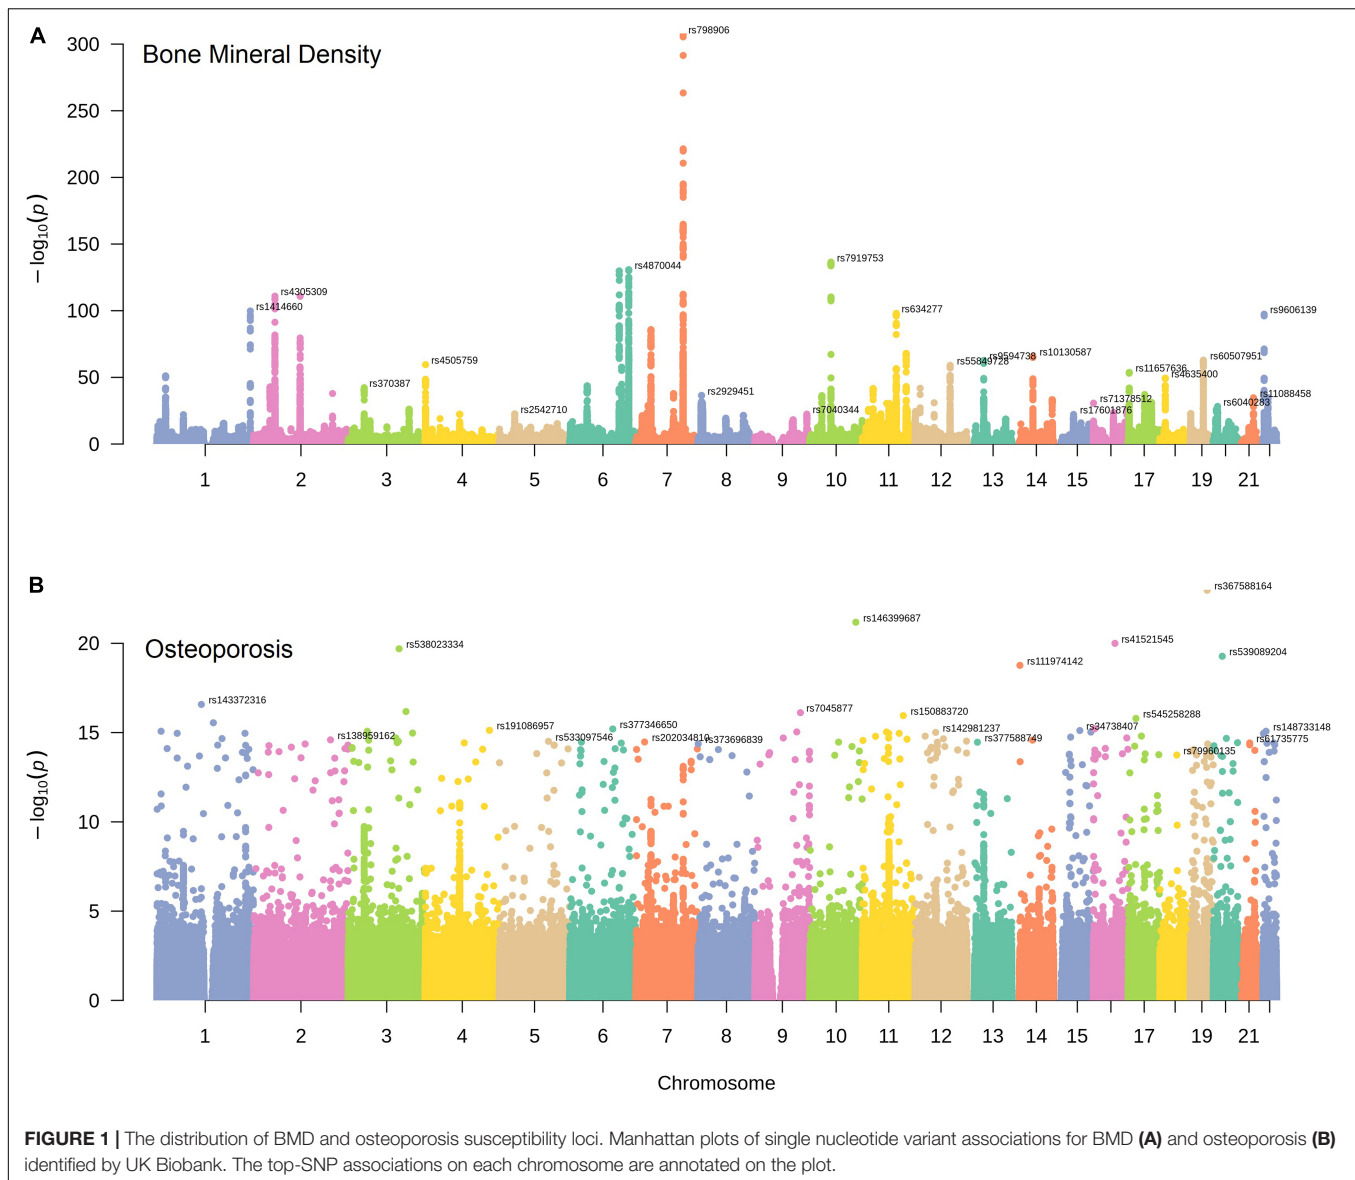 A
Bone Mineral Density
−log10(p)
300
250
200
150
100
50
0
rs798906
rs4870044
rs7919753
rs4305309
rs1414660
rs634277
rs9606139
rs4505759
rs370387
rs2542710
rs2929451
rs7040344
rs55849728
rs9594738
rs10130587
rs17601876
rs71378512
rs11657636
rs4635400
rs60507951
rs6040283
rs11088458
1 2 3 4 5 6 7 8 9 10 11 12 13 14 15 17 19 21
B
Osteoporosis
−log10(p)
20
15
10
5
0
rs367588164
rs146399687
rs538023334
rs41521545
rs539089204
rs111974142
rs143372316
rs138959162
rs191086957
rs533097546
rs377346650
rs202034810
rs373696839
rs7045877
rs150883720
rs142981237
rs377588749
rs34738407
rs545258288
rs79960135
rs148733148
rs61735775
1 2 3 4 5 6 7 8 9 10 11 12 13 14 15 17 19 21
Chromosome
FIGURE 1 | The distribution of BMD and osteoporosis susceptibility loci. Manhattan plots of single nucleotide variant associations for BMD (A) and osteoporosis (B)
identified by UK Biobank. The top-SNP associations on each chromosome are annotated on the plot.